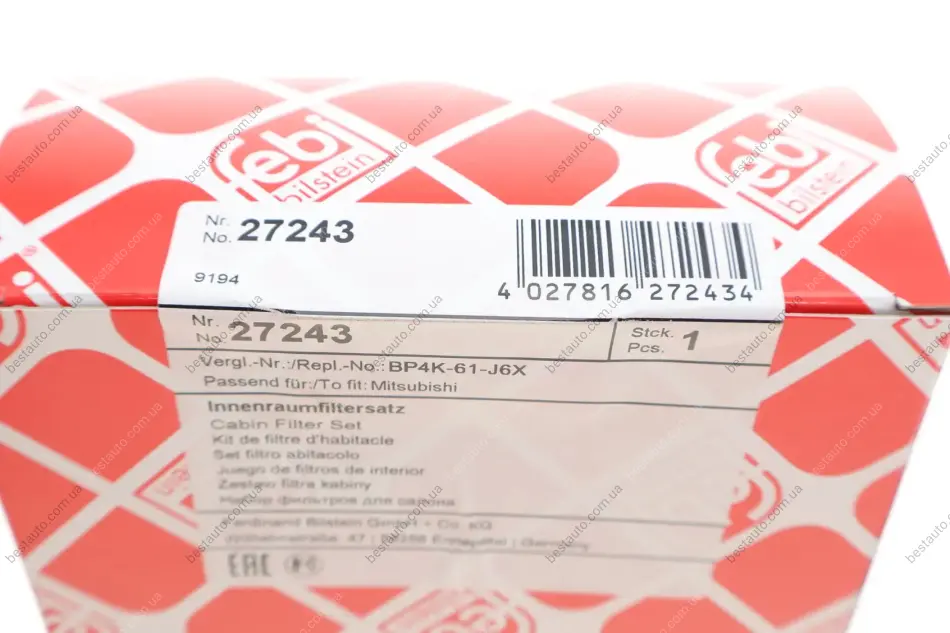 febi
bilstein
febi
bilstein
Nr.
No. 27243
9194
4 027816 272434
Nr.
No. 27243
Stck.
Pcs. 1
Vergl.-Nr.:/Repl.-No.: BP4K-61-J6X
Passend für:/To fit: Mitsubishi
Innenraumfiltersatz
Cabin Filter Set
Kit de filtre d'habitacle
Set filtro abitacolo
Juego de filtros de interior
Zestaw filtra kabiny
Набор фильтров для салона
Ferdinand Bilstein GmbH + Co. KG
EAC
bestauto.com.ua